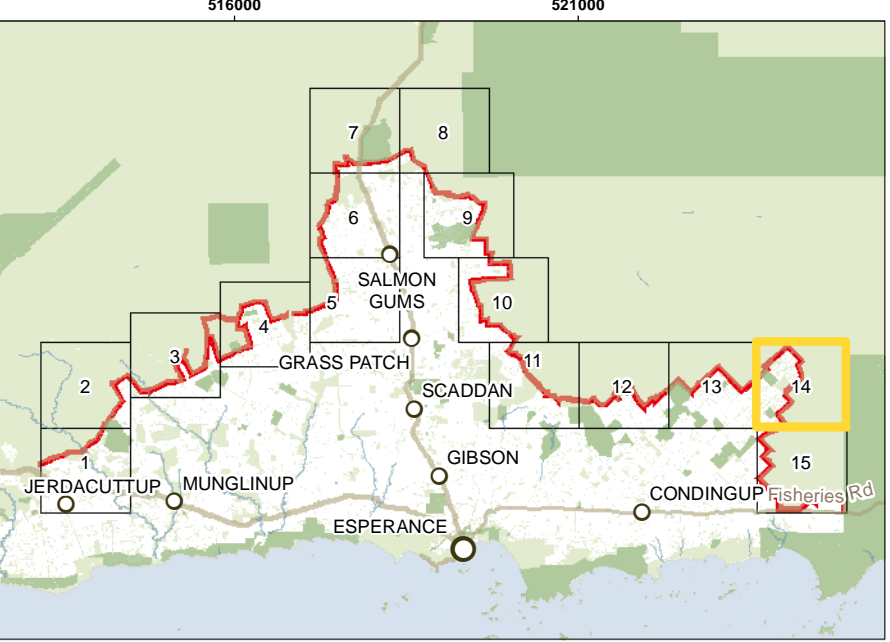 516000
521000
7
8
6
9
SALMON
GUMS
5
10
4
3
GRASS PATCH
11
2
12
13
14
SCADDAN
1
GIBSON
15
JERDACUTTUP
MUNGLINUP
CONDINGUP
Fisheries Rd
ESPERANCE